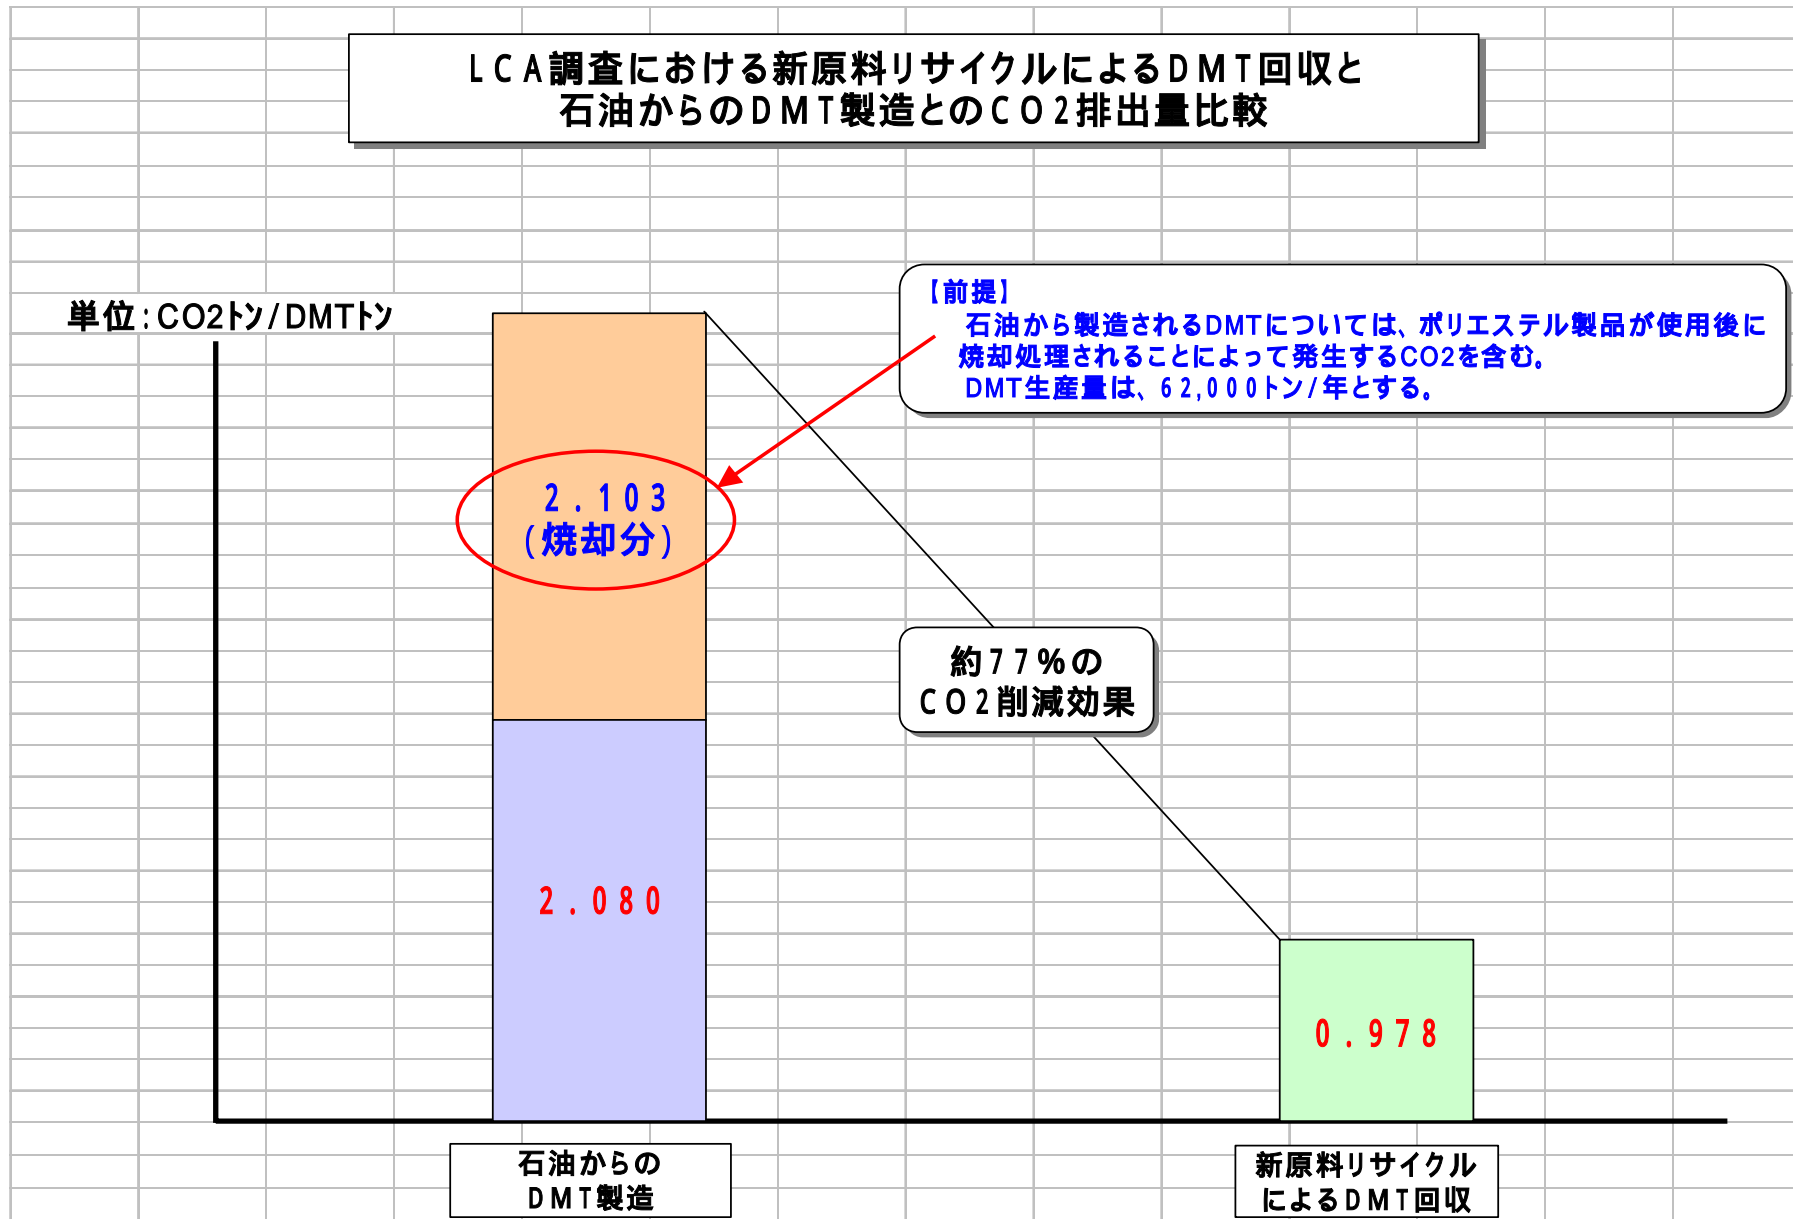 LCA調査における新原料リサイクルによるDMT回収と
石油からのDMT製造とのCO2排出量比較
単位:CO2トン/DMTトン
【前提】
石油から製造されるDMTについては、ポリエステル製品が使用後に
焼却処理されることによって発生するCO2を含む。
DMT生産量は、62,000トン/年とする。
2.103
(焼却分)
約77%の
CO2削減効果
2.080
0.978
石油からの
DMT製造
新原料リサイクル
によるDMT回収